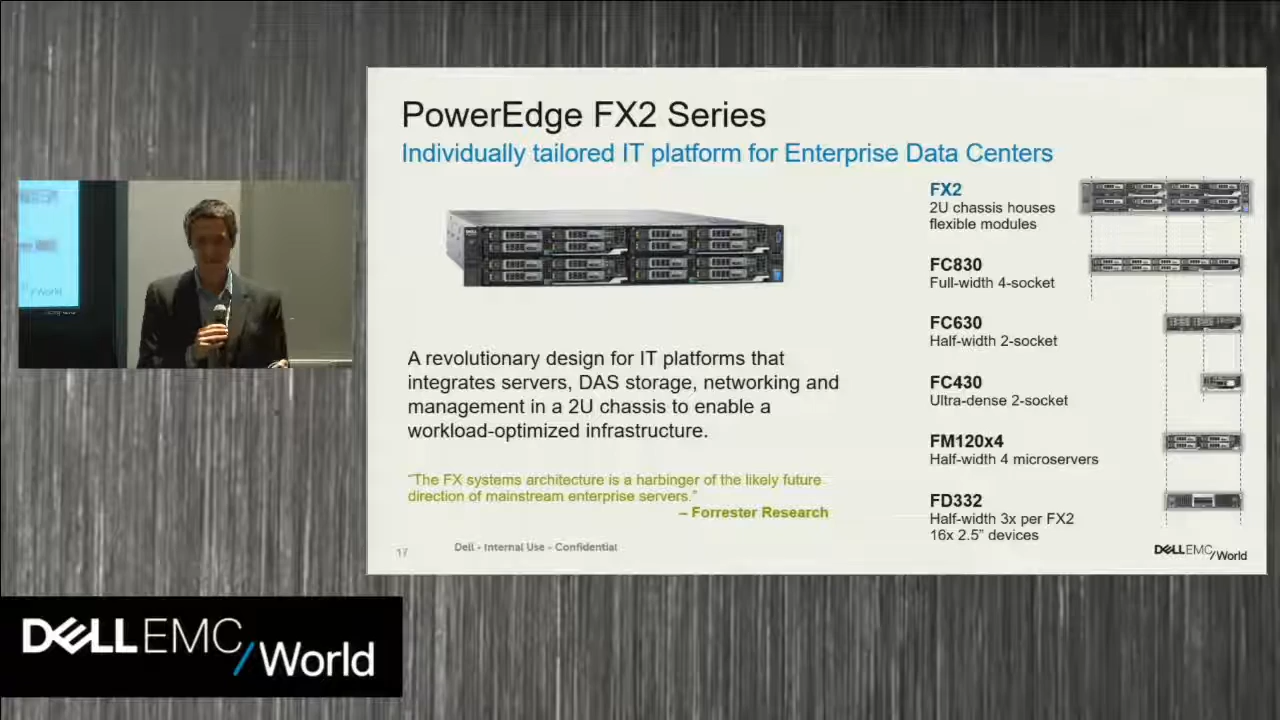 PowerEdge FX2 Series
Individually tailored IT platform for Enterprise Data Centers
A revolutionary design for IT platforms that
integrates servers, DAS storage, networking and
management in a 2U chassis to enable a
workload-optimized infrastructure.
“The FX systems architecture is a harbinger of the likely future
direction of mainstream enterprise servers.”
– Forrester Research
FX2
2U chassis houses
flexible modules
FC830
Full-width 4-socket
FC630
Half-width 2-socket
FC430
Ultra-dense 2-socket
FM120x4
Half-width 4 microservers
FD332
Half-width 3x per FX2
16x 2.5” devices
17
Dell - Internal Use - Confidential
DELLEMC/World
/World
DELLEMC
/World